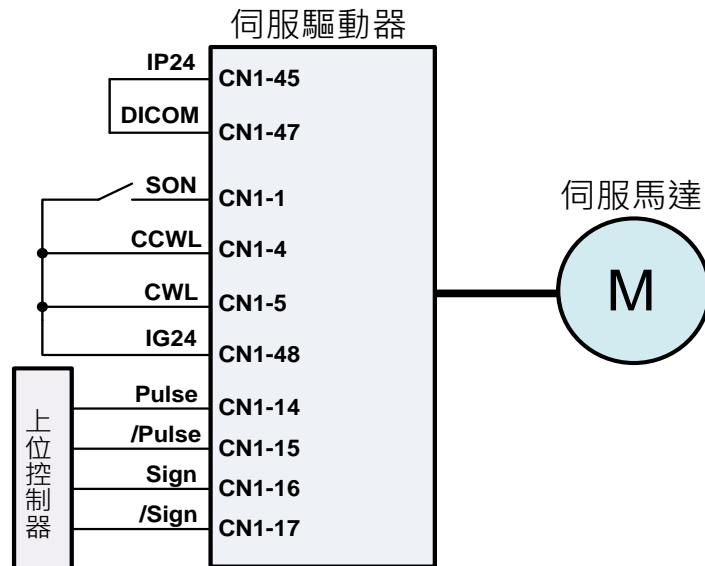 伺服驅動器
IP24 CN1-45
DICOM CN1-47
SON CN1-1
伺服馬達
CCWL CN1-4
CWL CN1-5
M
IG24 CN1-48
上位控制器
Pulse CN1-14
/Pulse CN1-15
Sign CN1-16
/Sign CN1-17